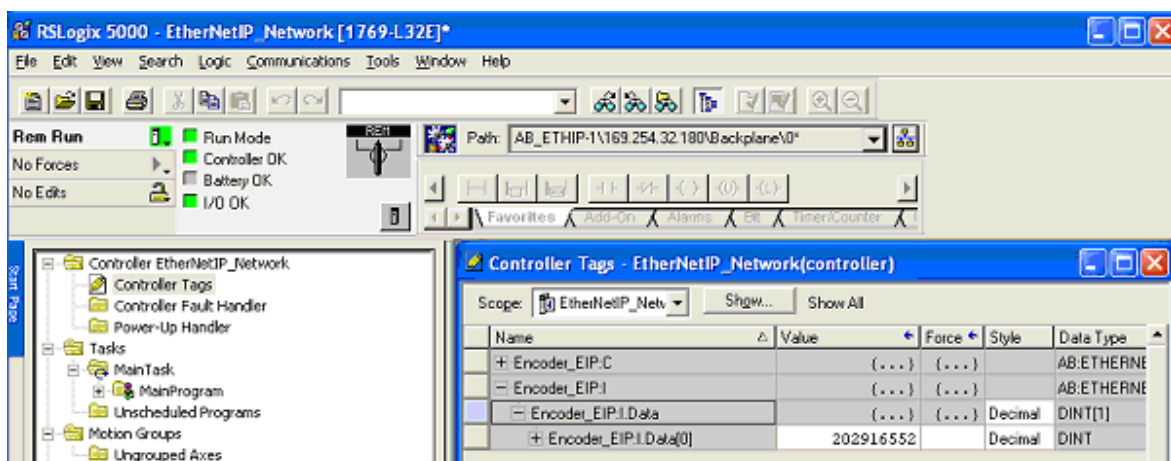 RSLogix 5000 - EtherNetIP_Network [1769-L32E]*
File Edit View Search Logic Communications Tools Window Help
Rem Run
Run Mode
REM
Path: AB_ETHIP-1\169.254.32.180\Backplane\0*
No Forces
Controller OK
Battery OK
No Edits
I/O OK
Favorites Add-On Alarms Bit Timer/Counter
Start Page
Controller EtherNetIP_Network
Controller Tags
Controller Fault Handler
Power-Up Handler
Tasks
MainTask
MainProgram
Unscheduled Programs
Motion Groups
Ungrouped Axes
Controller Tags - EtherNetIP_Network(controller)
Scope: EtherNetIP_Netw Show... Show All
Name Value Force Style Data Type
Encoder_EIP:C {...} {...} AB:ETHERNE
Encoder_EIP:I {...} {...} AB:ETHERNE
Encoder_EIP:I.Data {...} {...} Decimal DINT[1]
Encoder_EIP:I.Data[0] 202916552 Decimal DINT